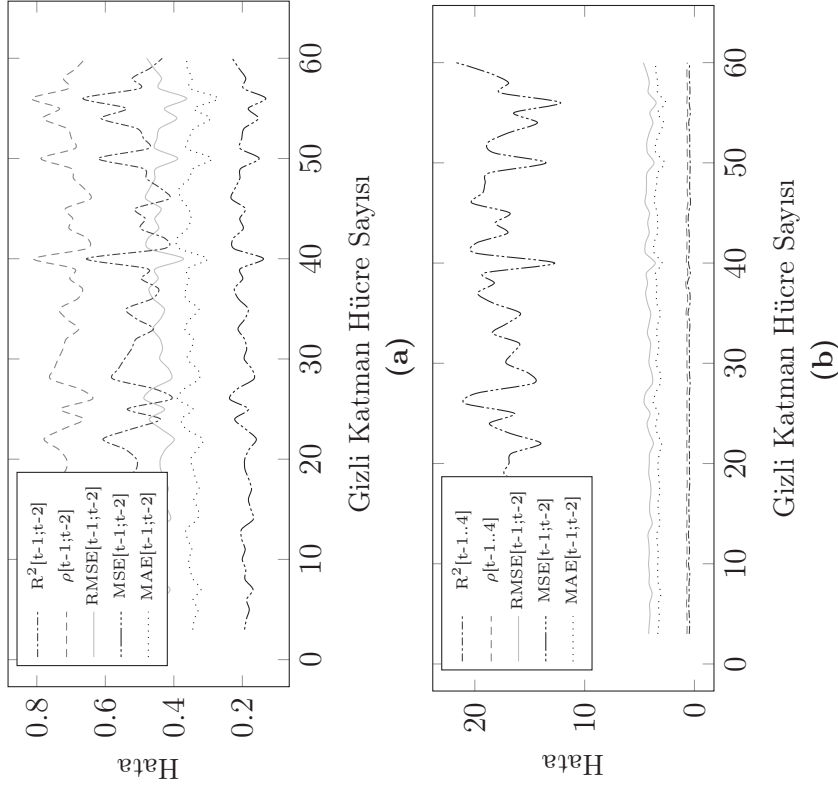 0.2
0.4
0.6
0.8
Hata
0
10
20
30
40
50
60
Gizli Katman Hücre Sayısı
(a)
R²[t-1;t-2]
ρ[t-1;t-2]
RMSE[t-1;t-2]
MSE[t-1;t-2]
MAE[t-1;t-2]
0
10
20
Hata
0
10
20
30
40
50
60
Gizli Katman Hücre Sayısı
(b)
R²[t-1..4]
ρ[t-1..4]
RMSE[t-1;t-2]
MSE[t-1;t-2]
MAE[t-1;t-2]